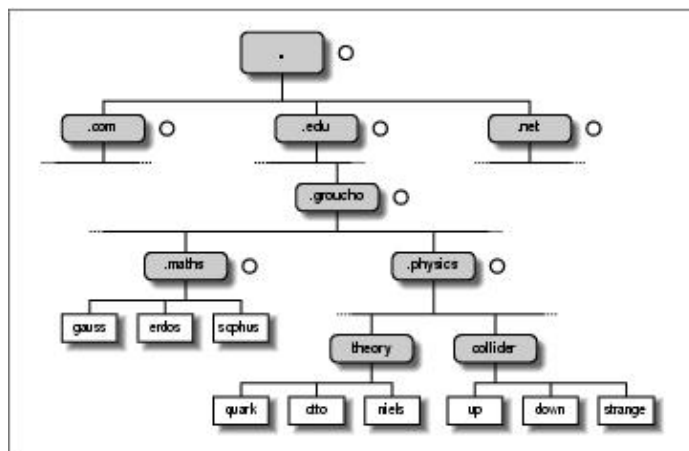 .
.com .edu .net
.groucho
.maths .physics
gauss erdos sophus
theory collider
quark otto niels up down strange